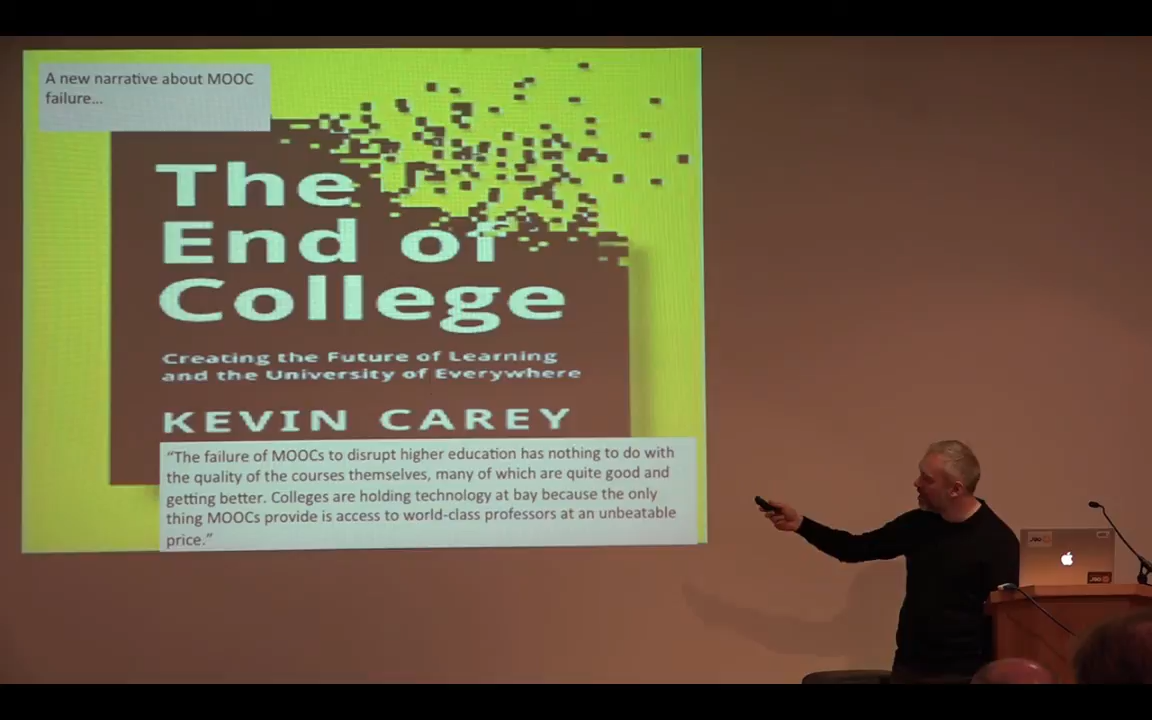 A new narrative about MOOC
failure...
The
End of
College
Creating the Future of Learning
and the University of Everywhere
KEVIN CAREY
“The failure of MOOCs to disrupt higher education has nothing to do with
the quality of the courses themselves, many of which are quite good and
getting better. Colleges are holding technology at bay because the only
thing MOOCs provide is access to world-class professors at an unbeatable
price.”